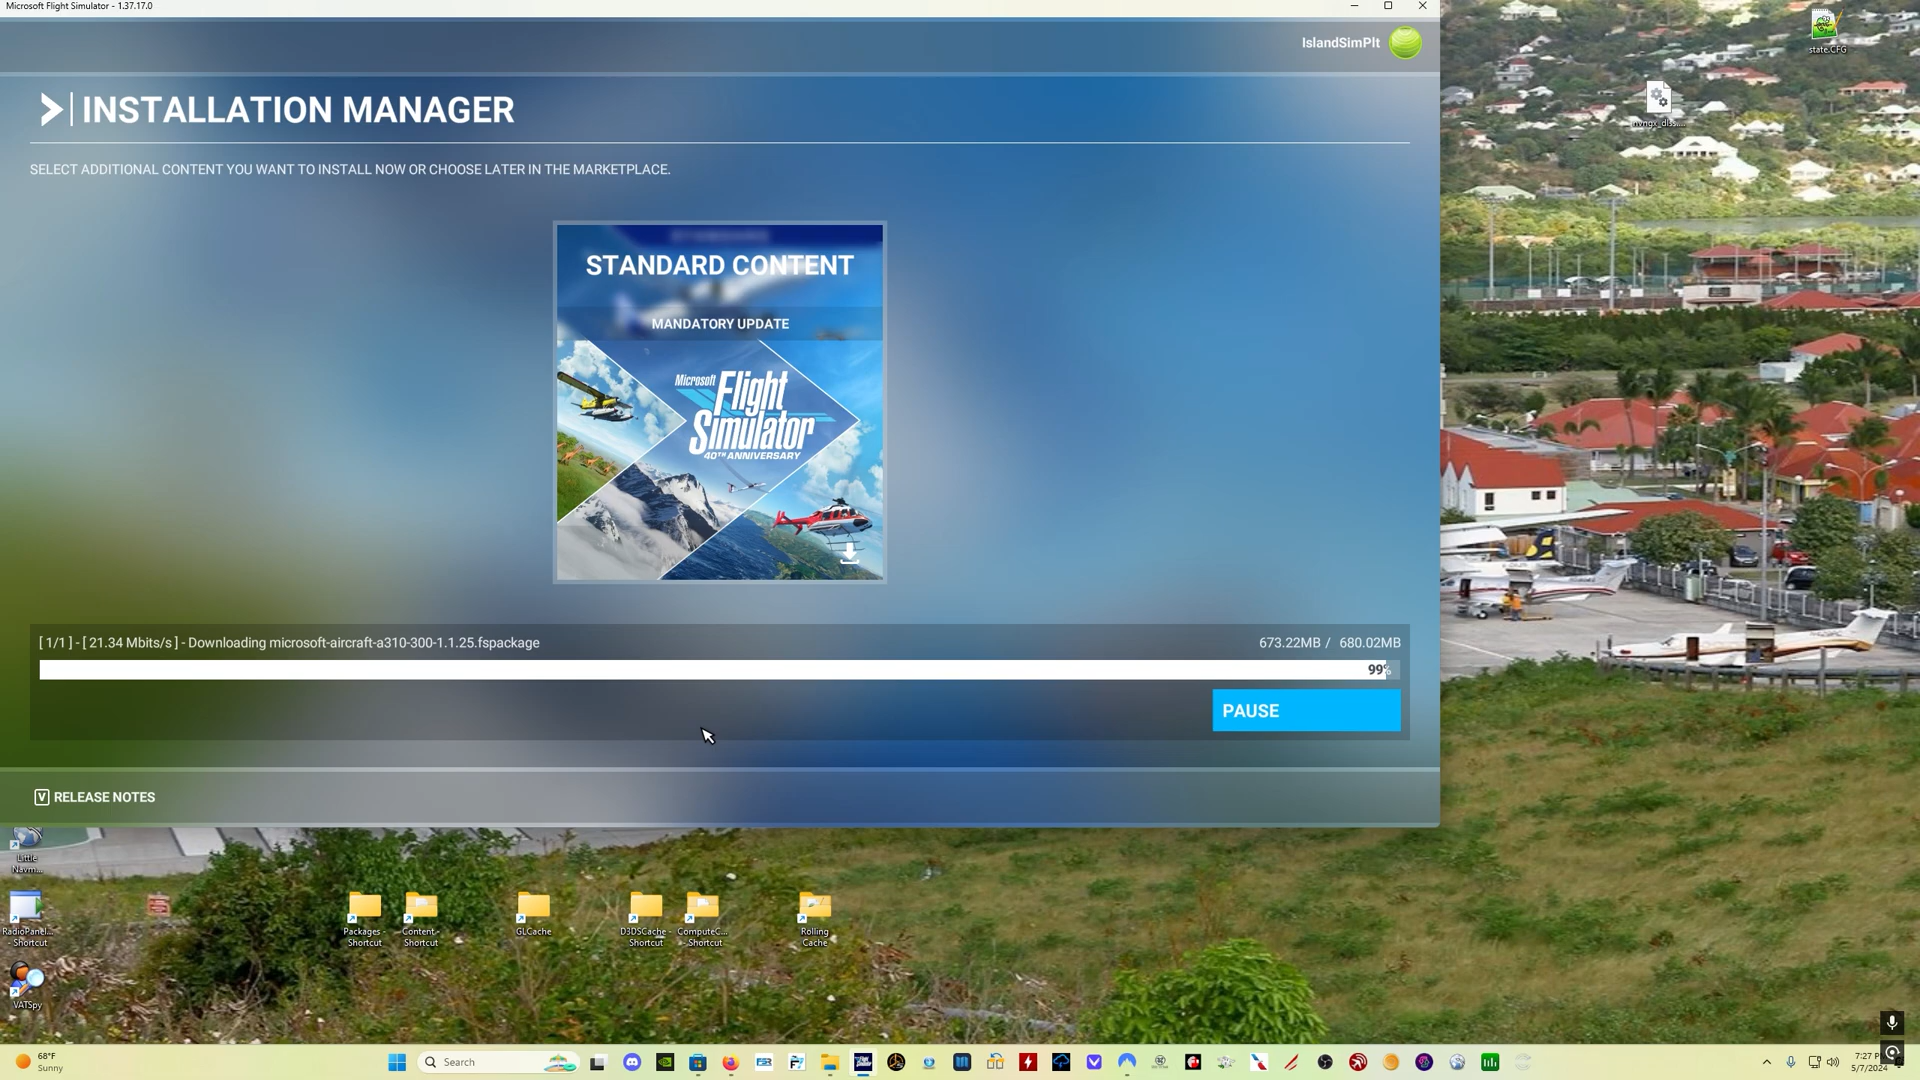 Microsoft Flight Simulator - 1.37.17.0
IslandSimPlt
INSTALLATION MANAGER
SELECT ADDITIONAL CONTENT YOU WANT TO INSTALL NOW OR CHOOSE LATER IN THE MARKETPLACE.
STANDARD CONTENT
MANDATORY UPDATE
Microsoft
Flight
Simulator
40TH ANNIVERSARY
[ 1/1 ] - [ 21.34 Mbits/s ] - Downloading microsoft-aircraft-a310-300-1.1.25.fspackage
673.22MB / 680.02MB
99%
PAUSE
V RELEASE NOTES
state.CFG
Little
Navm...
RadioPanel...
- Shortcut
VATSpy
Packages -
Shortcut
Content -
Shortcut
GLCache
D3DSCache -
Shortcut
ComputeC...
- Shortcut
Rolling
Cache
68°F
Sunny
Search
7:27
5/7/2024